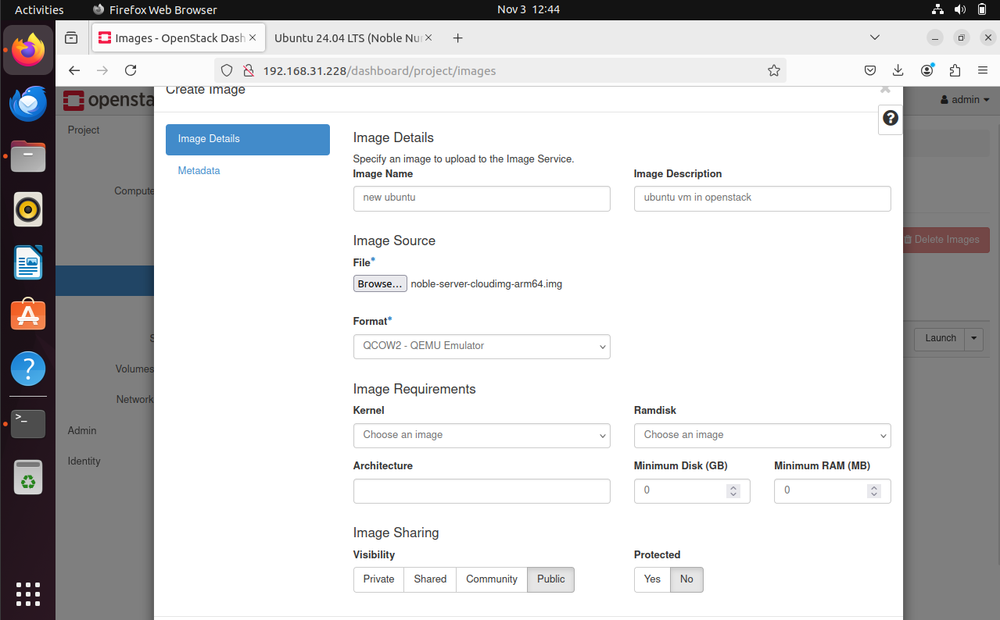 Activities Firefox Web Browser Nov 3 12:44
Images - OpenStack Dash Ubuntu 24.04 LTS (Noble Nu
192.168.31.228/dashboard/project/images
Create Image
openst admin
Project
Image Details
Metadata
Compute
Network
Volumes
Admin
Identity
Image Details
Specify an image to upload to the Image Service.
Image Name Image Description
new ubuntu ubuntu vm in openstack
Delete Images
Image Source
File*
Browse... noble-server-cloudimg-arm64.img
Format*
QCOW2 - QEMU Emulator
Launch
Image Requirements
Kernel Ramdisk
Choose an image Choose an image
Architecture Minimum Disk (GB) Minimum RAM (MB)
0 0
Image Sharing
Visibility Protected
Private Shared Community Public Yes No